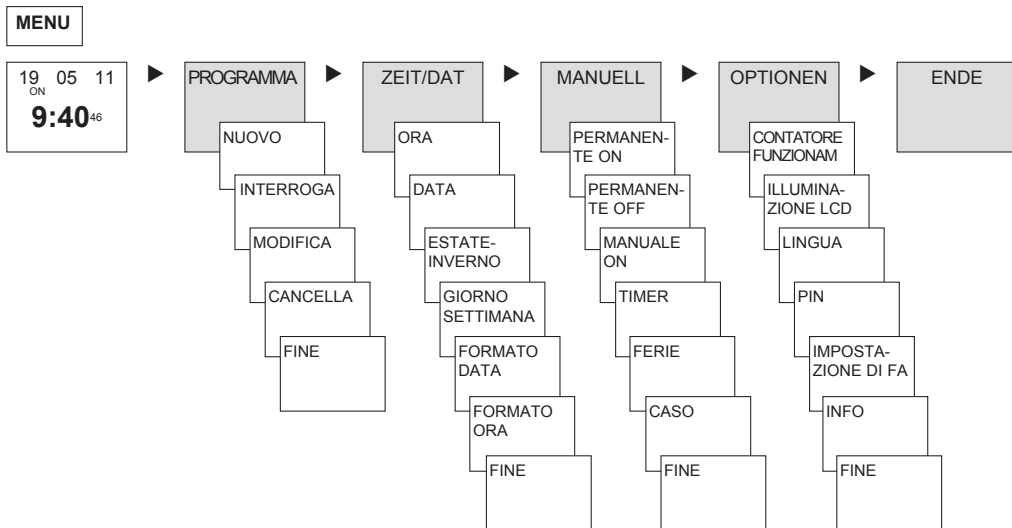 MENU
19 05 11
ON
9:40 46
PROGRAMMA
NUOVO
INTERROGA
MODIFICA
CANCELLA
FINE
ZEIT/DAT
ORA
DATA
ESTATE-
INVERNO
GIORNO
SETTIMANA
FORMATO
DATA
FORMATO
ORA
FINE
MANUELL
PERMANEN-
TE ON
PERMANEN-
TE OFF
MANUALE
ON
TIMER
FERIE
CASO
FINE
OPTIONEN
CONTATORE
FUNZIONAM
ILLUMINA-
ZIONE LCD
LINGUA
PIN
IMPOSTA-
ZIONE DI FA
INFO
FINE
ENDE